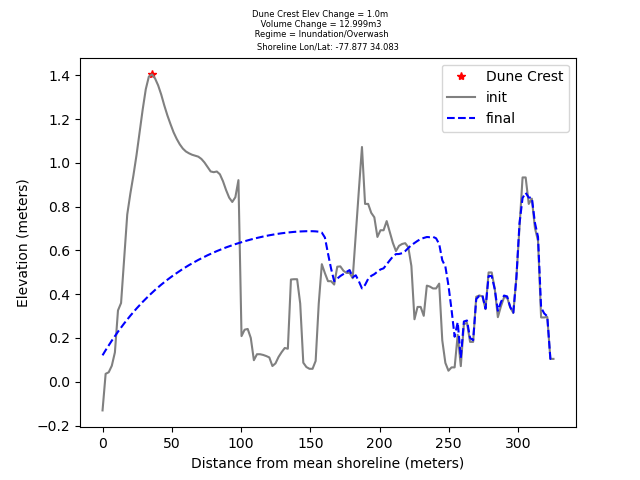 Dune Crest Elev Change = 1.0m
Volume Change = 12.999m3
Regime = Inundation/Overwash
Shoreline Lon/Lat: -77.877 34.083
Dune Crest
init
final
Elevation (meters)
1.4
1.2
1.0
0.8
0.6
0.4
0.2
0.0
−0.2
0 50 100 150 200 250 300
Distance from mean shoreline (meters)